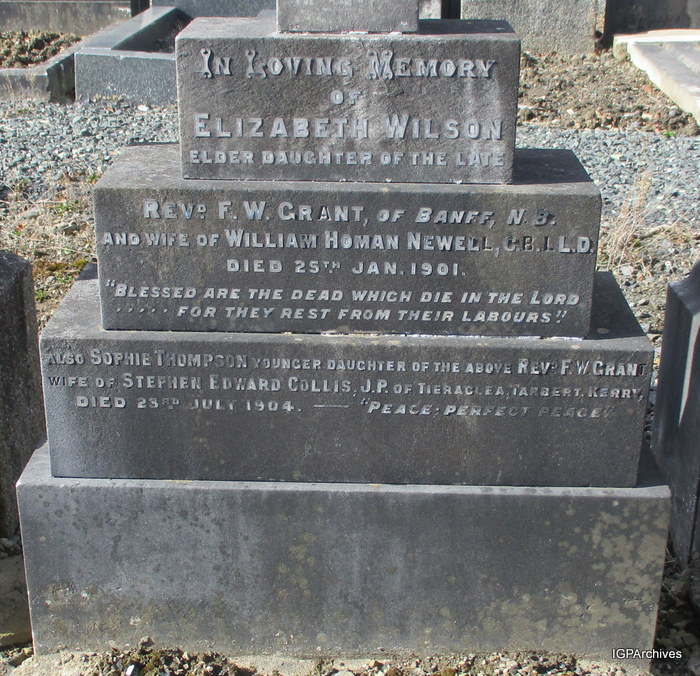 IN LOVING MEMORY
OF
ELIZABETH WILSON
ELDER DAUGHTER OF THE LATE
REVD F. W. GRANT, OF BANFF, N.B.
AND WIFE OF WILLIAM HOMAN NEWELL, C.B. L.L.D.
DIED 25TH JAN. 1901.
"BLESSED ARE THE DEAD WHICH DIE IN THE LORD
..... FOR THEY REST FROM THEIR LABOURS".
ALSO SOPHIE THOMPSON YOUNGER DAUGHTER OF THE ABOVE REVD F. W. GRANT
WIFE OF STEPHEN EDWARD COLLIS, J.P. OF TIERACLEA, TARBERT, KERRY,
DIED 23RD JULY 1904. — "PEACE, PERFECT PEACE"
IGPArchives